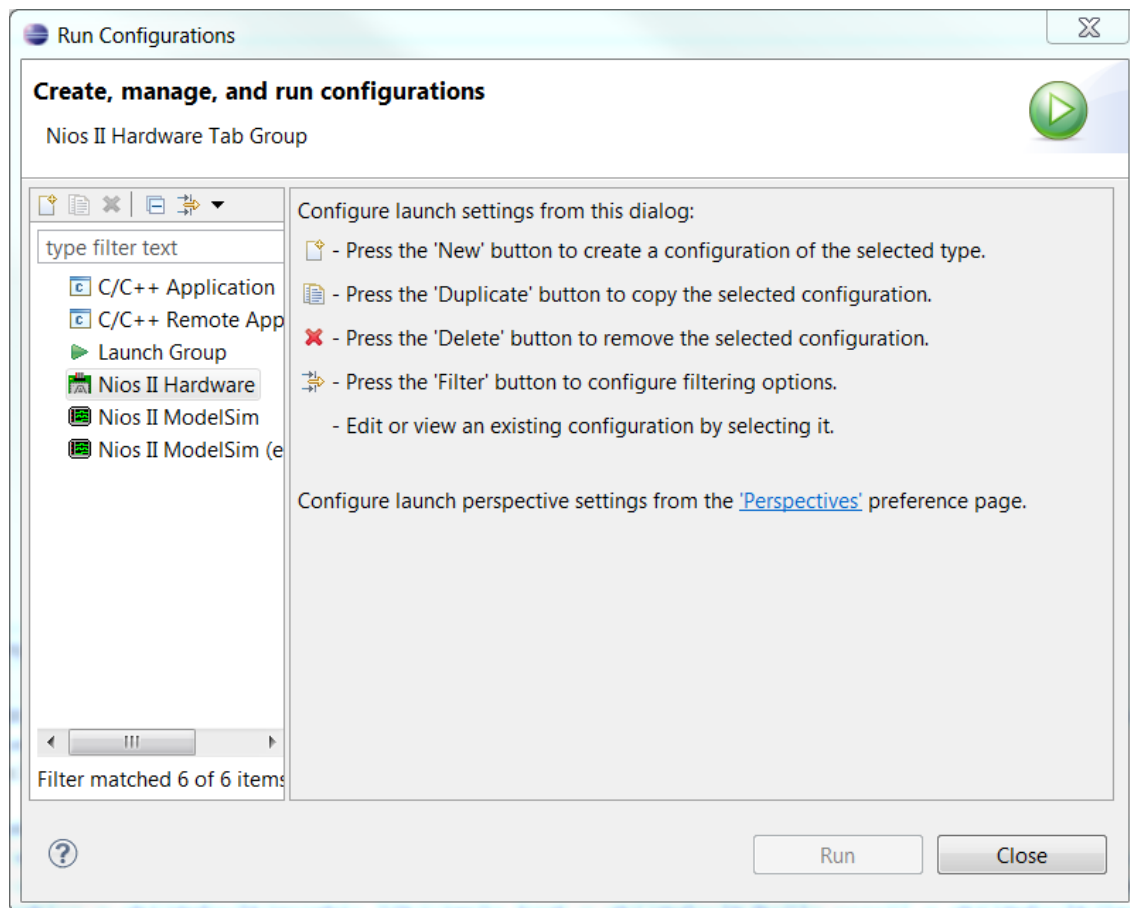 Run Configurations
Create, manage, and run configurations
Nios II Hardware Tab Group
type filter text
C/C++ Application
C/C++ Remote App
Launch Group
Nios II Hardware
Nios II ModelSim
Nios II ModelSim (e
Filter matched 6 of 6 items
Configure launch settings from this dialog:
- Press the 'New' button to create a configuration of the selected type.
- Press the 'Duplicate' button to copy the selected configuration.
- Press the 'Delete' button to remove the selected configuration.
- Press the 'Filter' button to configure filtering options.
- Edit or view an existing configuration by selecting it.
Configure launch perspective settings from the 'Perspectives' preference page.
Run
Close